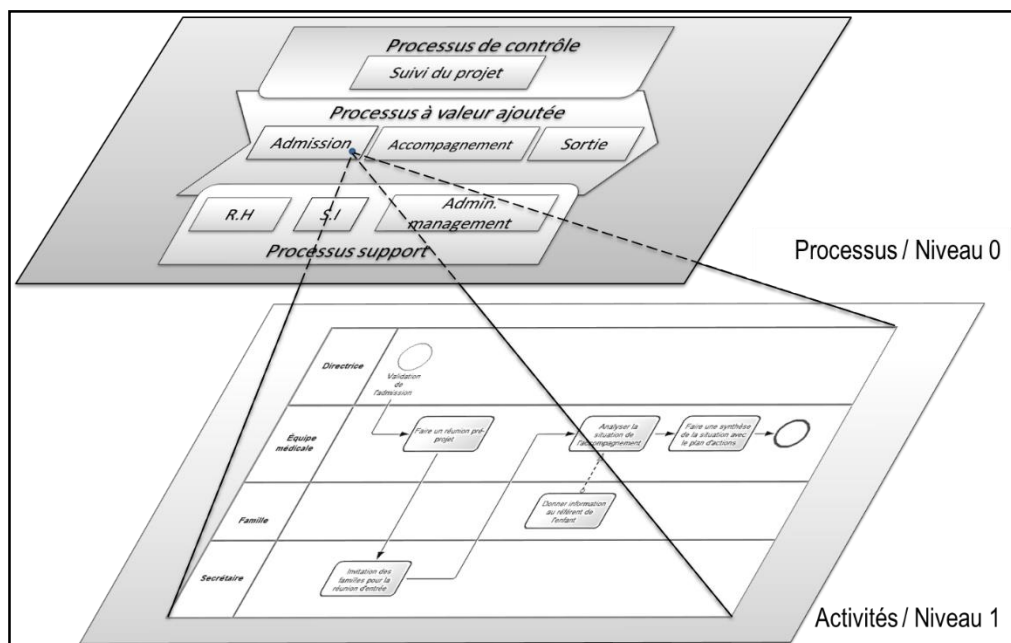 Processus de contrôle
Suivi du projet
Processus à valeur ajoutée
Admission
Accompagnement
Sortie
R.H
S.I
Admin.
management
Processus support
Processus / Niveau 0
Directrice
Validation
de
l'admission
Equipe
médicale
Faire un réunion pré-
projet
Analyser la
situation de
l'accompagnement
Faire une synthèse
de la situation avec
le plan d'actions
Famille
Donner information
au référent de
l'enfant
Secrétaire
Invitation des
familles pour la
réunion d'entrée
Activités / Niveau 1